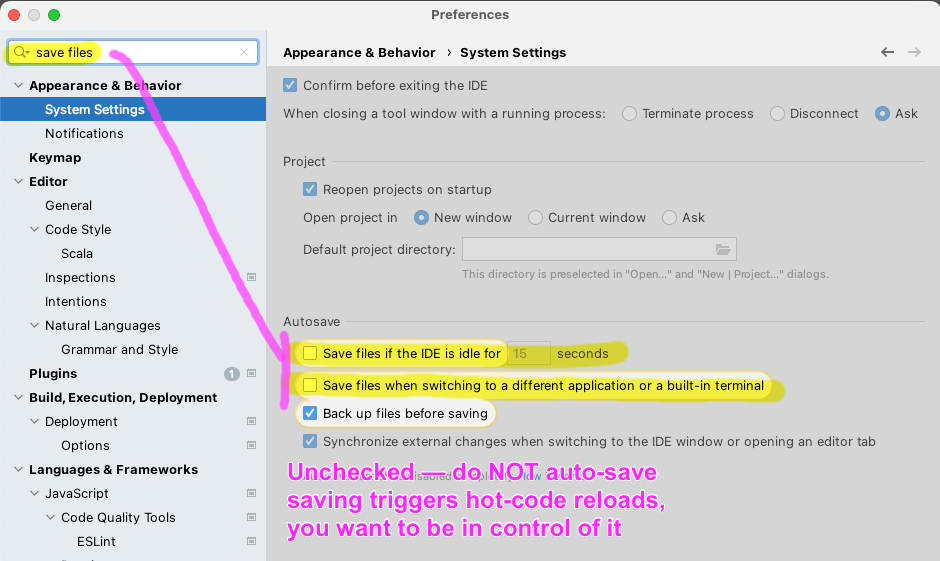 Preferences
save files
Appearance & Behavior › System Settings
Appearance & Behavior
System Settings
Notifications
Keymap
Editor
General
Code Style
Scala
Inspections
Intentions
Natural Languages
Grammar and Style
Plugins 1
Build, Execution, Deployment
Deployment
Options
Languages & Frameworks
JavaScript
Code Quality Tools
ESLint
Confirm before exiting the IDE
When closing a tool window with a running process: Terminate process Disconnect Ask
Project
Reopen projects on startup
Open project in New window Current window Ask
Default project directory:
This directory is preselected in "Open..." and "New | Project..." dialogs.
Autosave
Save files if the IDE is idle for 15 seconds
Save files when switching to a different application or a built-in terminal
Back up files before saving
Synchronize external changes when switching to the IDE window or opening an editor tab
Unchecked — do NOT auto-save
saving triggers hot-code reloads,
you want to be in control of it